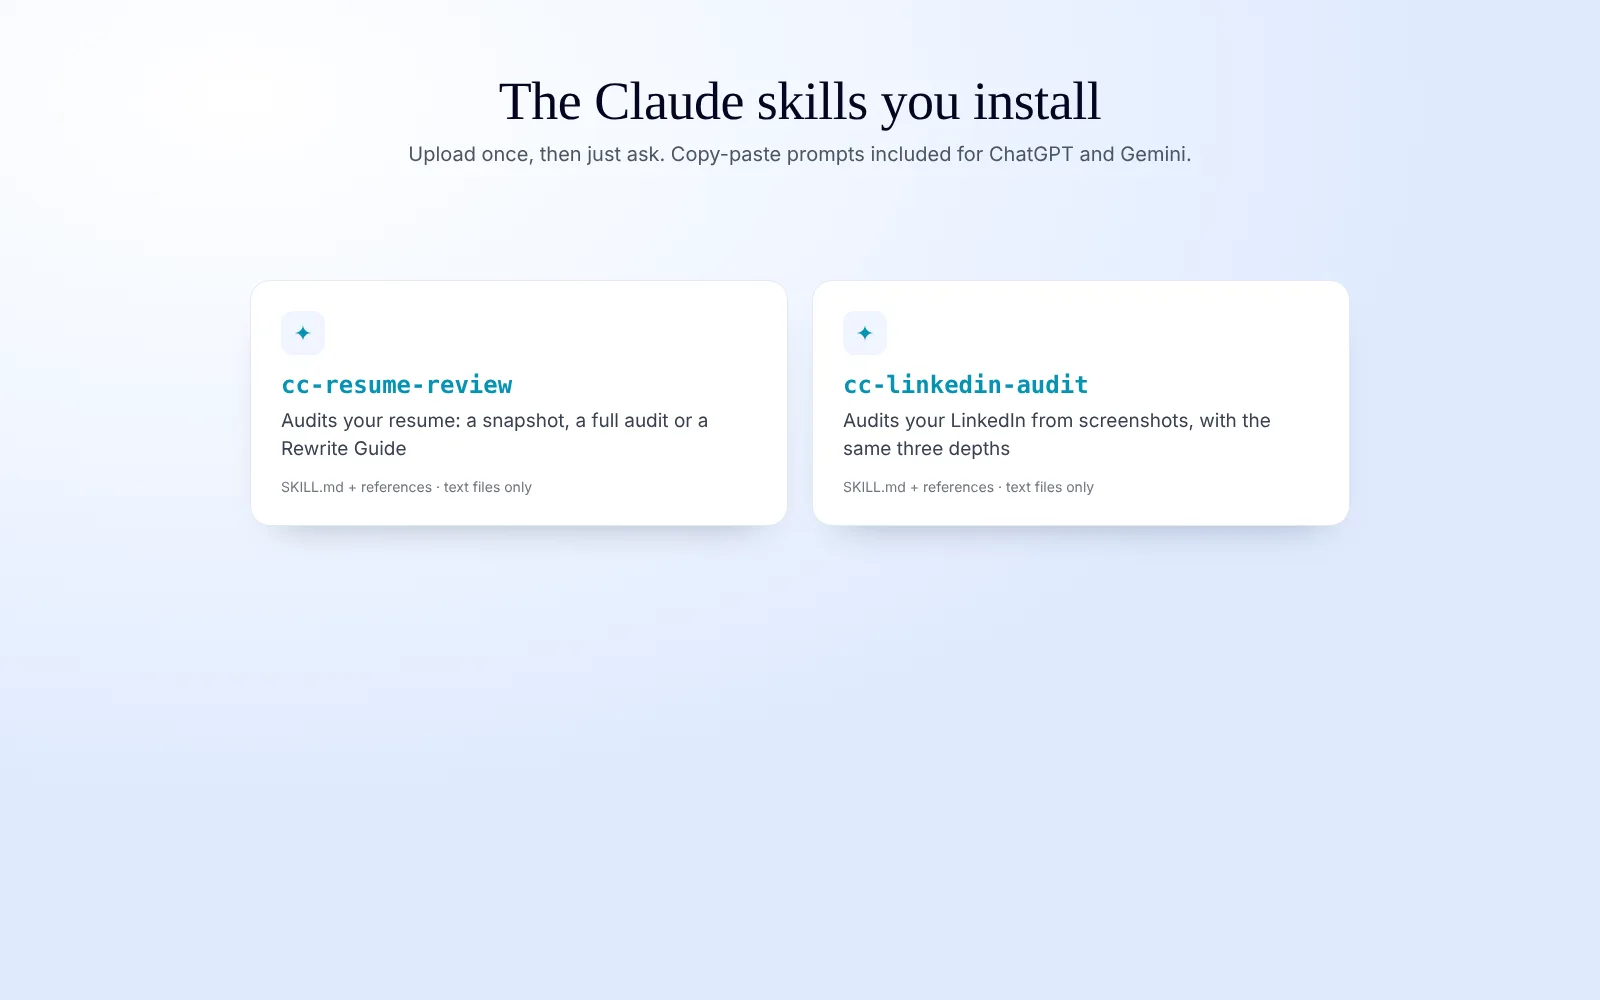 The Claude skills you install
Upload once, then just ask. Copy-paste prompts included for ChatGPT and Gemini.
cc-resume-review
Audits your resume: a snapshot, a full audit or a
Rewrite Guide
SKILL.md + references · text files only
cc-linkedin-audit
Audits your LinkedIn from screenshots, with the
same three depths
SKILL.md + references · text files only